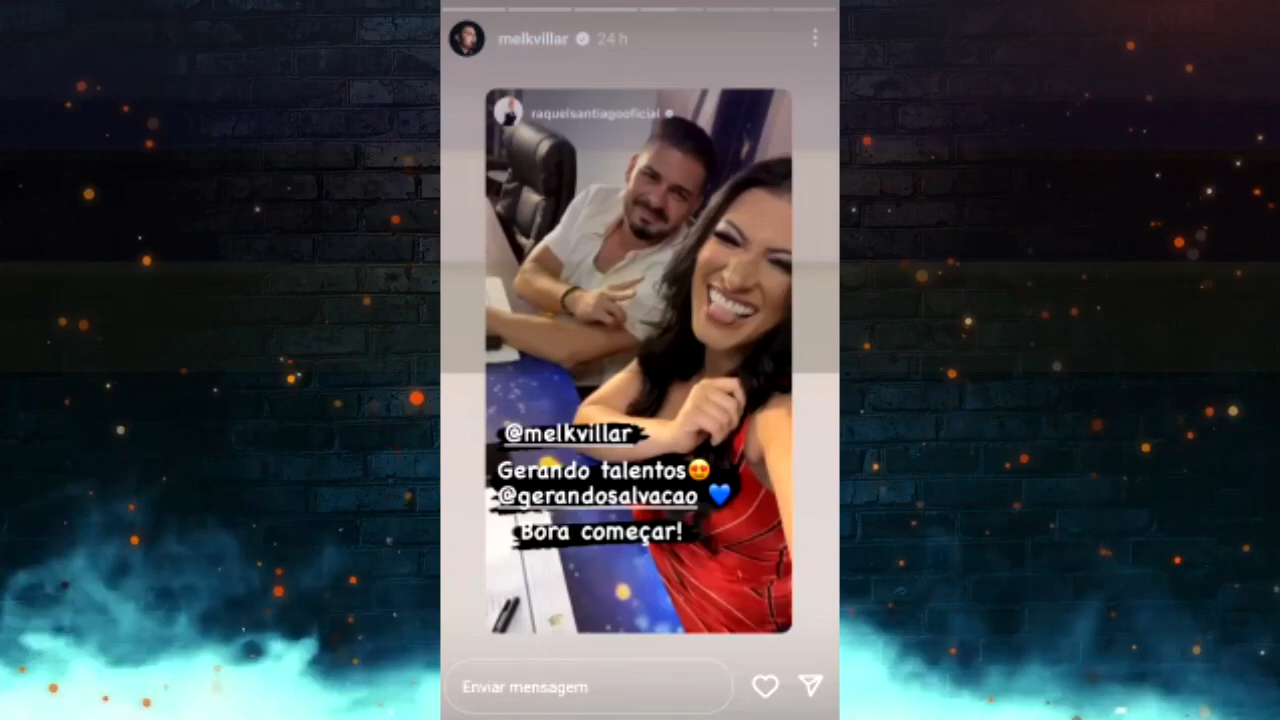 melkvillar 24 h
raquelsantiagooficial
@melkvillar
Gerando talentos😍
@gerandosalvacao 💙
Bora começar!
Enviar mensagem